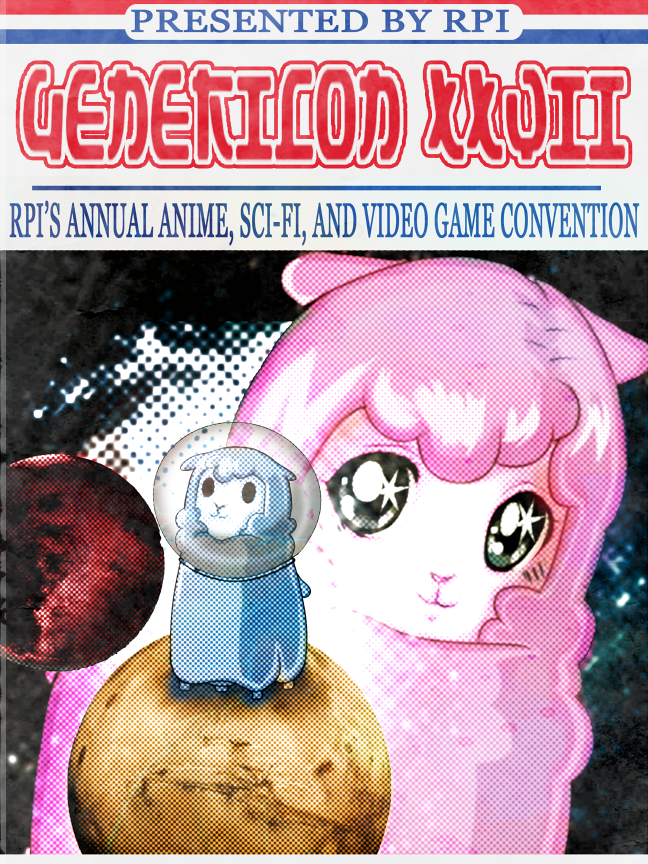 PRESENTED BY RPI
GENERICON XXVII
RPI'S ANNUAL ANIME, SCI-FI, AND VIDEO GAME CONVENTION